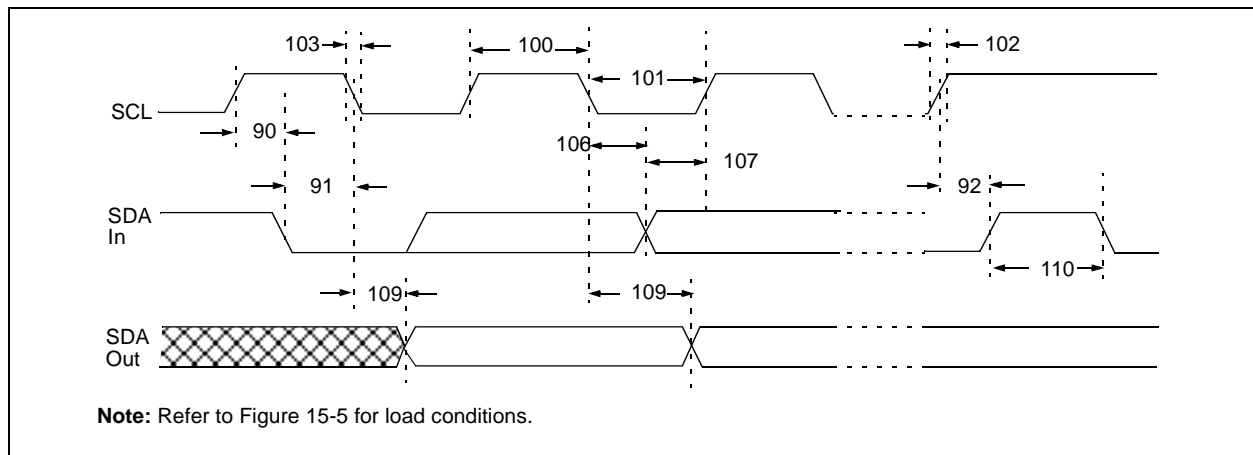 103
100
102
101
SCL
90
106
107
91
92
SDA
In
110
109
109
SDA
Out
Note: Refer to Figure 15-5 for load conditions.